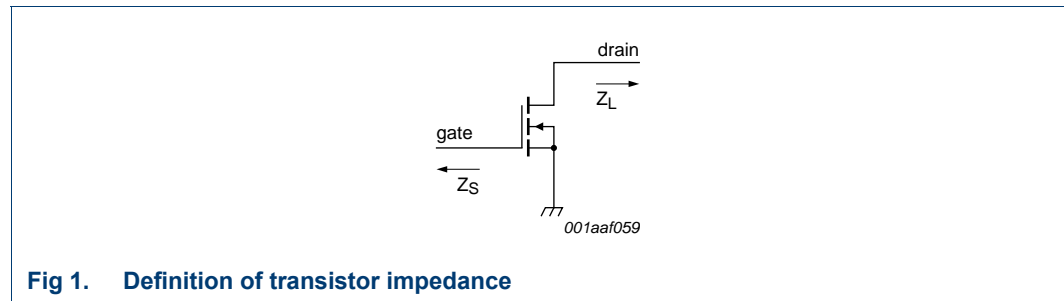 drain
Z_L
gate
Z_S
001aaf059
Fig 1. Definition of transistor impedance